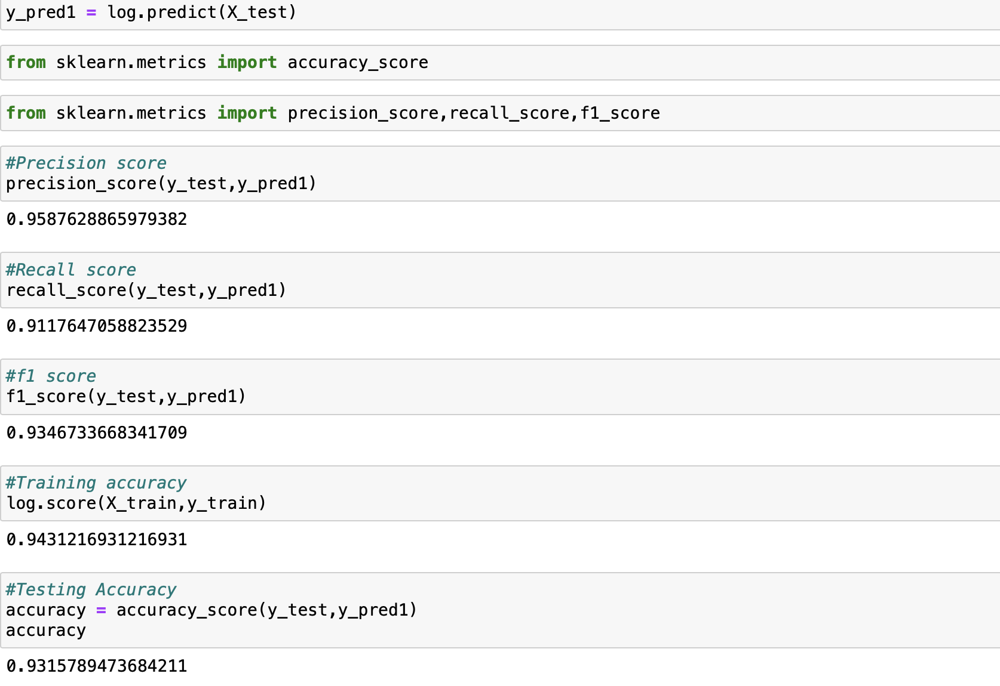 y_pred1 = log.predict(X_test)
from sklearn.metrics import accuracy_score
from sklearn.metrics import precision_score,recall_score,f1_score
#Precision score
precision_score(y_test,y_pred1)
0.9587628865979382
#Recall score
recall_score(y_test,y_pred1)
0.9117647058823529
#f1 score
f1_score(y_test,y_pred1)
0.9346733668341709
#Training accuracy
log.score(X_train,y_train)
0.9431216931216931
#Testing Accuracy
accuracy = accuracy_score(y_test,y_pred1)
accuracy
0.9315789473684211